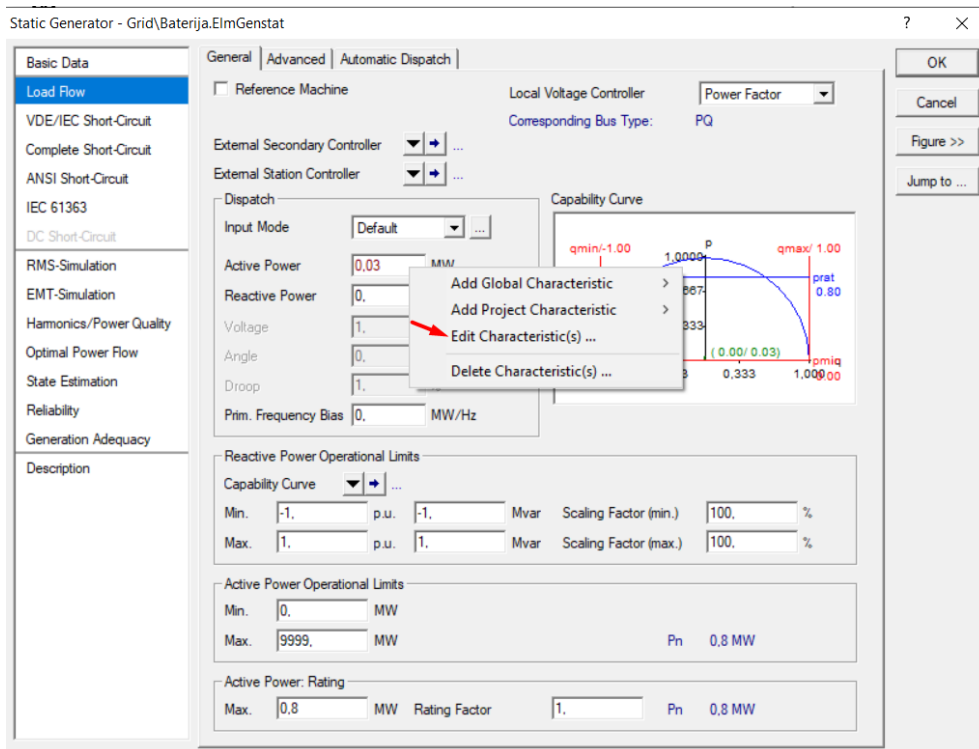 Static Generator - Grid\Baterija.ElmGenstat ? ×
Basic Data
Load Flow
VDE/IEC Short-Circuit
Complete Short-Circuit
ANSI Short-Circuit
IEC 61363
DC Short-Circuit
RMS-Simulation
EMT-Simulation
Harmonics/Power Quality
Optimal Power Flow
State Estimation
Reliability
Generation Adequacy
Description
General Advanced Automatic Dispatch
Reference Machine
Local Voltage Controller Power Factor
Corresponding Bus Type: PQ
External Secondary Controller ...
External Station Controller ...
Dispatch
Input Mode Default ...
Active Power 0,03 MW
Reactive Power 0,
Voltage 1,
Angle 0,
Droop 1,
Prim. Frequency Bias 0, MW/Hz
Add Global Characteristic >
Add Project Characteristic >
Edit Characteristic(s) ...
Delete Characteristic(s) ...
Capability Curve
qmin/-1.00 p qmax/ 1.00
1,0000
prat
0.80
667
333
( 0.00/ 0.03)
pmin
0.00
3 0,333 1,000
Reactive Power Operational Limits
Capability Curve ...
Min. -1, p.u. -1, Mvar Scaling Factor (min.) 100, %
Max. 1, p.u. 1, Mvar Scaling Factor (max.) 100, %
Active Power Operational Limits
Min. 0, MW
Max. 9999, MW Pn 0,8 MW
Active Power: Rating
Max. 0,8 MW Rating Factor 1, Pn 0,8 MW
OK
Cancel
Figure >>
Jump to ...